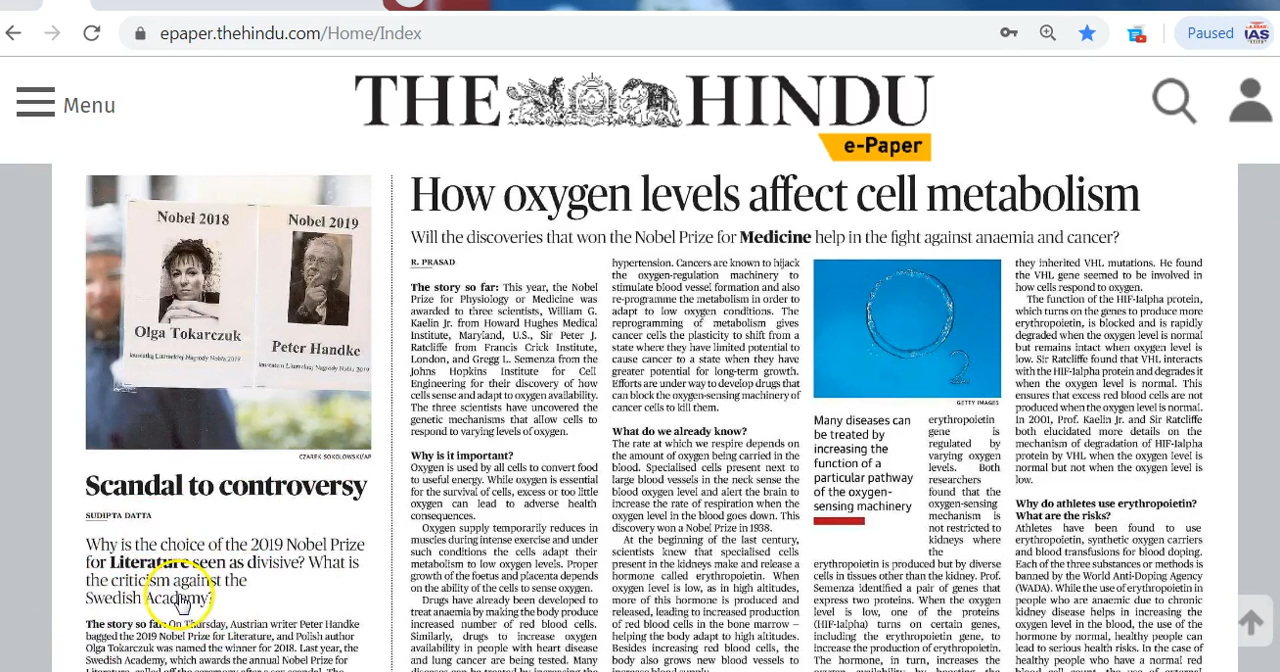 epaper.thehindu.com/Home/Index
Paused
IAS
Menu
THE HINDU
e-Paper
Nobel 2018
Olga Tokarczuk
Nobel 2019
Peter Handke
CZAREK SOKOLOWSKI/AP
Scandal to controversy
SUDIPTA DATTA
Why is the choice of the 2019 Nobel Prize
for Literature seen as divisive? What is
the criticism against the
Swedish Academy?
The story so far: On Thursday, Austrian writer Peter Handke
bagged the 2019 Nobel Prize for Literature, and Polish author
Olga Tokarczuk was named the winner for 2018. Last year, the
Swedish Academy, which awards the annual Nobel Prize for
How oxygen levels affect cell metabolism
Will the discoveries that won the Nobel Prize for Medicine help in the fight against anaemia and cancer?
R. PRASAD
The story so far: This year, the Nobel
Prize for Physiology or Medicine was
awarded to three scientists, William G.
Kaelin Jr. from Howard Hughes Medical
Institute, Maryland, U.S., Sir Peter J.
Ratcliffe from Francis Crick Institute,
London, and Gregg L. Semenza from the
Johns Hopkins Institute for Cell
Engineering for their discovery of how
cells sense and adapt to oxygen availability.
The three scientists have uncovered the
genetic mechanisms that allow cells to
respond to varying levels of oxygen.
Why is it important?
Oxygen is used by all cells to convert food
to useful energy. While oxygen is essential
for the survival of cells, excess or too little
oxygen can lead to adverse health
consequences.
Oxygen supply temporarily reduces in
muscles during intense exercise and under
such conditions the cells adapt their
metabolism to low oxygen levels. Proper
growth of the foetus and placenta depends
on the ability of the cells to sense oxygen.
Drugs have already been developed to
treat anaemia by making the body produce
increased number of red blood cells.
Similarly, drugs to increase oxygen
availability in people with heart disease
and lung cancer are being tested. Many
hypertension. Cancers are known to hijack
the oxygen-regulation machinery to
stimulate blood vessel formation and also
re-programme the metabolism in order to
adapt to low oxygen conditions. The
reprogramming of metabolism gives
cancer cells the plasticity to shift from a
state where they have limited potential to
cause cancer to a state when they have
greater potential for long-term growth.
Efforts are under way to develop drugs that
can block the oxygen-sensing machinery of
cancer cells to kill them.
What do we already know?
The rate at which we respire depends on
the amount of oxygen being carried in the
blood. Specialised cells present next to
large blood vessels in the neck sense the
blood oxygen level and alert the brain to
increase the rate of respiration when the
oxygen level in the blood goes down. This
discovery won a Nobel Prize in 1938.
At the beginning of the last century,
scientists knew that specialised cells
present in the kidneys make and release a
hormone called erythropoietin. When
oxygen level is low, as in high altitudes,
more of this hormone is produced and
released, leading to increased production
of red blood cells in the bone marrow –
helping the body adapt to high altitudes.
Besides increasing red blood cells, the
body also grows new blood vessels to
O2
GETTY IMAGES
Many diseases can
be treated by
increasing the
function of a
particular pathway
of the oxygen-
sensing machinery
erythropoietin
gene is
regulated by
varying oxygen
levels. Both
researchers
found that the
oxygen-sensing
mechanism is
not restricted to
kidneys where
the
erythropoietin is produced but by diverse
cells in tissues other than the kidney. Prof.
Semenza identified a pair of genes that
express two proteins. When the oxygen
level is low, one of the proteins
(HIF-1alpha) turns on certain genes,
including the erythropoietin gene, to
increase the production of erythropoietin.
The hormone, in turn, increases the
they inherited VHL mutations. He found
the VHL gene seemed to be involved in
how cells respond to oxygen.
The function of the HIF-1alpha protein,
which turns on the genes to produce more
erythropoietin, is blocked and is rapidly
degraded when the oxygen level is normal
but remains intact when oxygen level is
low. Sir Ratcliffe found that VHL interacts
with the HIF-1alpha protein and degrades it
when the oxygen level is normal. This
ensures that excess red blood cells are not
produced when the oxygen level is normal.
In 2001, Prof. Kaelin Jr. and Sir Ratcliffe
both elucidated more details on the
mechanism of degradation of HIF-1alpha
protein by VHL when the oxygen level is
normal but not when the oxygen level is
low.
Why do athletes use erythropoietin?
What are the risks?
Athletes have been found to use
erythropoietin, synthetic oxygen carriers
and blood transfusions for blood doping.
Each of the three substances or methods is
banned by the World Anti-Doping Agency
(WADA). While the use of erythropoietin in
people who are anaemic due to chronic
kidney disease helps in increasing the
oxygen level in the blood, the use of the
hormone by normal, healthy people can
lead to serious health risks. In the case of
healthy people who have a normal red